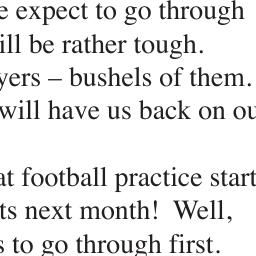 e expect to go through
ill be rather tough.
yers – bushels of them.
will have us back on ou
at football practice start
ts next month!  Well,
s to go through first.